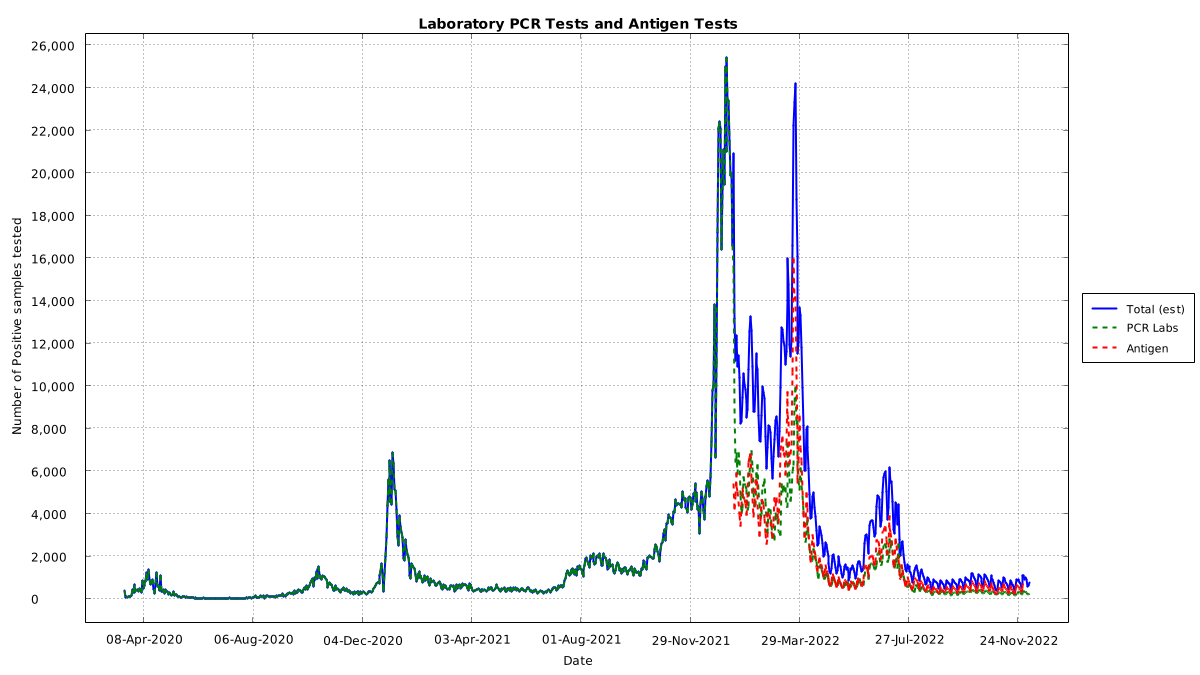 Laboratory PCR Tests and Antigen Tests
26,000
24,000
22,000
20,000
18,000
16,000
14,000
12,000
10,000
8,000
6,000
4,000
2,000
0
Number of Positive samples tested
08-Apr-2020
06-Aug-2020
04-Dec-2020
03-Apr-2021
01-Aug-2021
29-Nov-2021
29-Mar-2022
27-Jul-2022
24-Nov-2022
Date
Total (est)
PCR Labs
Antigen